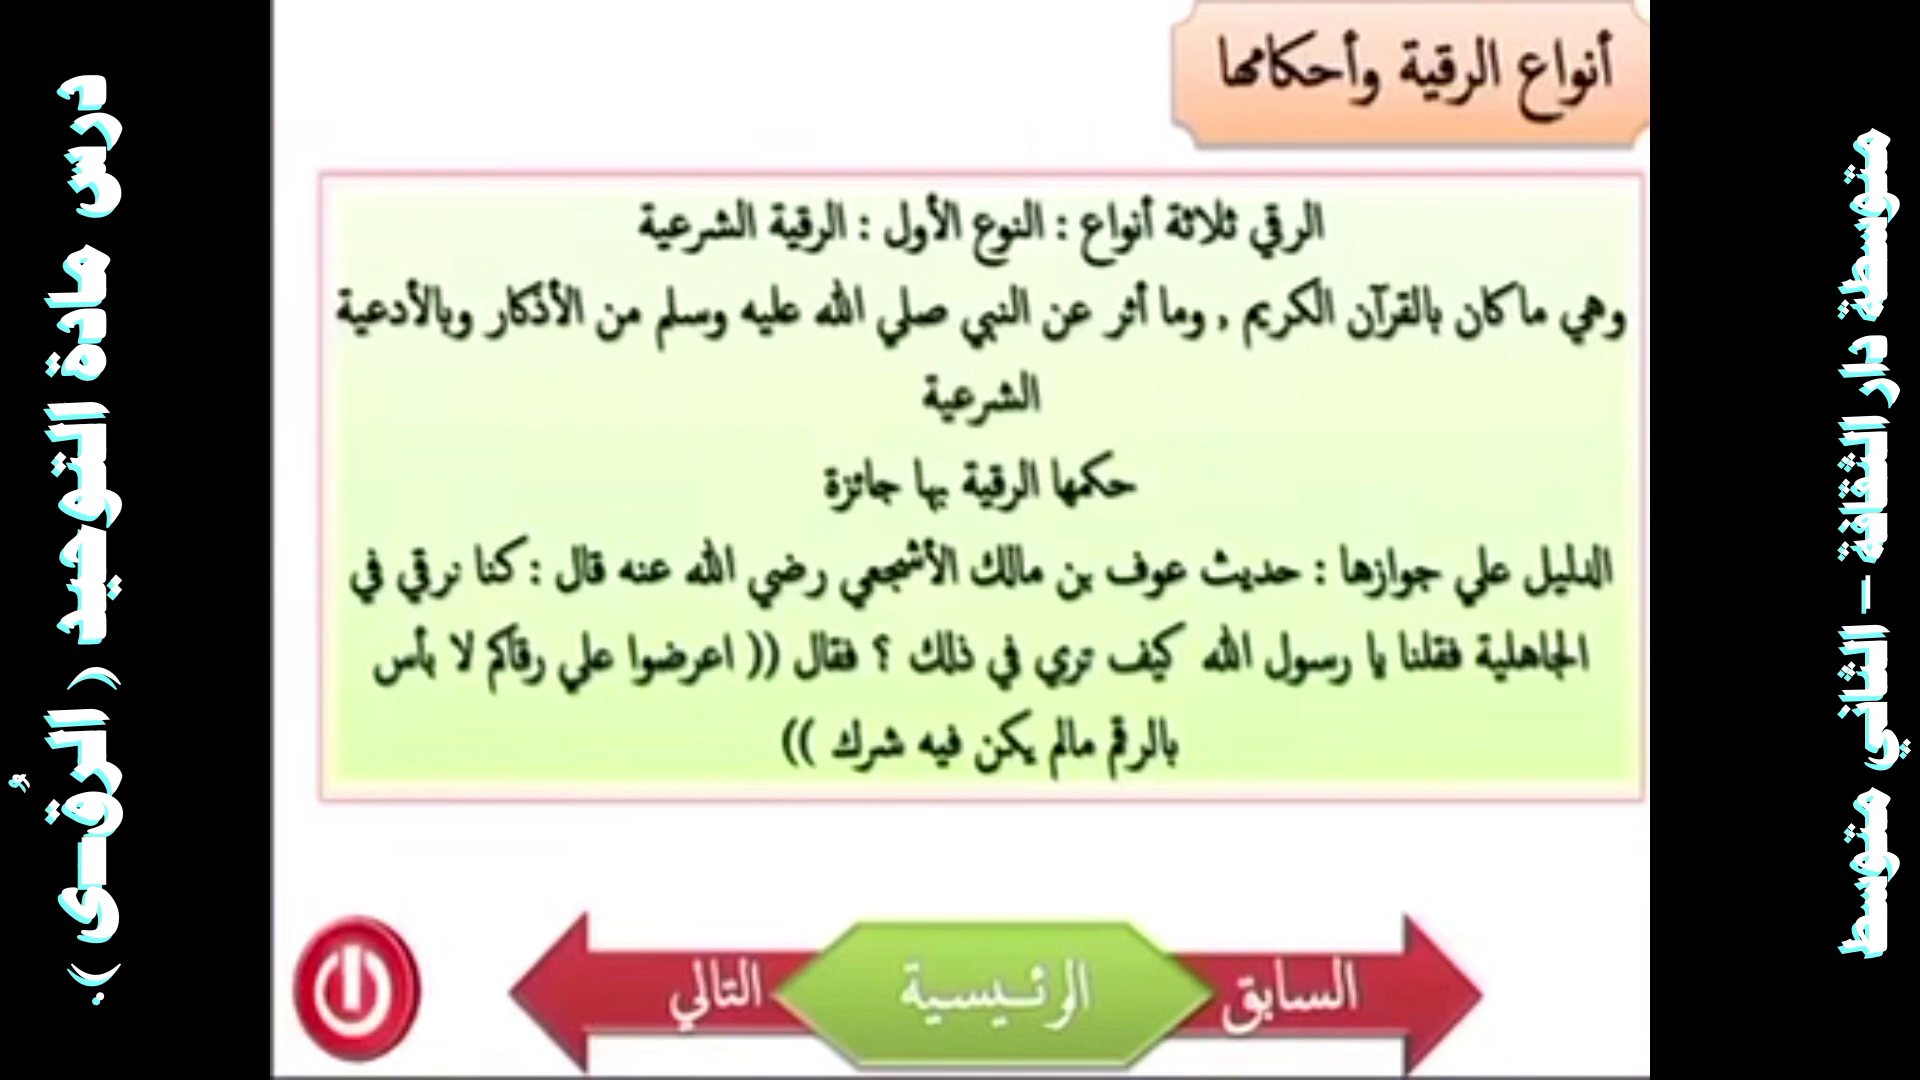 أنواع الرقية وأحكامها
الرقي ثلاثة أنواع : النوع الأول : الرقية الشرعية
وهي ماكان بالقرآن الكريم , وما أثر عن النبي صلي الله عليه وسلم من الأذكار وبالأدعية
الشرعية
حكمها الرقية بها جائزة
الدليل علي جوازها : حديث عوف بن مالك الأشجعي رضي الله عنه قال : كنا نرقي في
الجاهلية فقلنا يا رسول الله كيف تري في ذلك ؟ فقال (( اعرضوا علي رقاكم لا بأس
بالرقم مالم يكن فيه شرك ))
السابق
الرئيسية
التالي
متوسطة دار الثقافة – الثاني متوسط
درس مادة التوحيد ( الرُّقــى ).